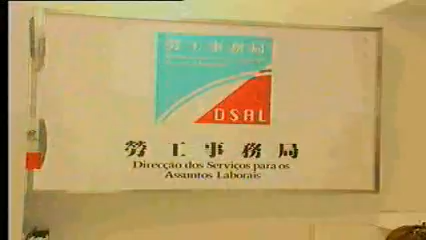 勞工事務局
DSAL
勞工事務局
Direcção dos Serviços para os
Assuntos Laborais